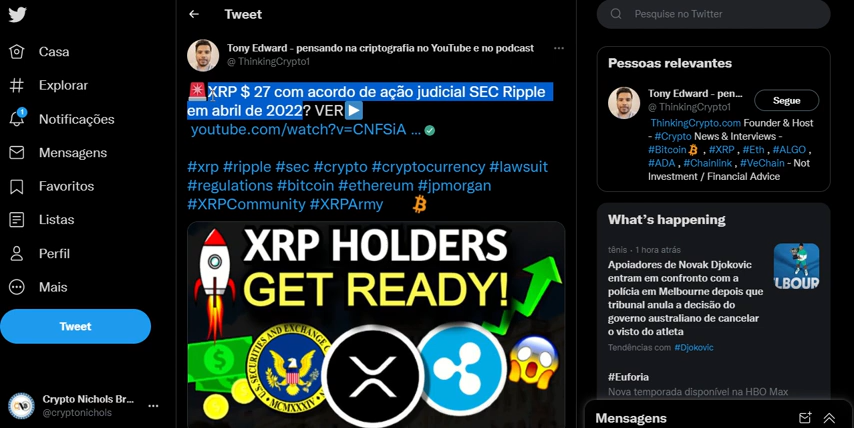 Tweet
Pesquise no Twitter
Casa
Explorar
1
Notificações
Mensagens
Favoritos
Listas
Perfil
Mais
Tweet
Crypto Nichols Br...
@cryptonichols
Tony Edward - pensando na criptografia no YouTube e no podcast
@ ThinkingCrypto1
XRP $ 27 com acordo de ação judicial SEC Ripple
em abril de 2022? VER
youtube.com/watch?v=CNFSiA ...
#xrp #ripple #sec #crypto #cryptocurrency #lawsuit
#regulations #bitcoin #ethereum #jpmorgan
#XRPCommunity #XRPArmy
XRP HOLDERS
GET READY!
Pessoas relevantes
Tony Edward - pen...
@ ThinkingCrypto1
Segue
ThinkingCrypto.com Founder & Host
- #Crypto News & Interviews -
#Bitcoin , #XRP , #Eth , #ALGO ,
#ADA , #Chainlink , #VeChain - Not
Investment / Financial Advice
What's happening
tênis · 1 hora atrás
Apoiadores de Novak Djokovic
entram em confronto com a
polícia em Melbourne depois que
tribunal anula a decisão do
governo australiano de cancelar
o visto do atleta
Tendências com #Djokovic
#Euforia
Nova temporada disponível na HBO Max
Mensagens